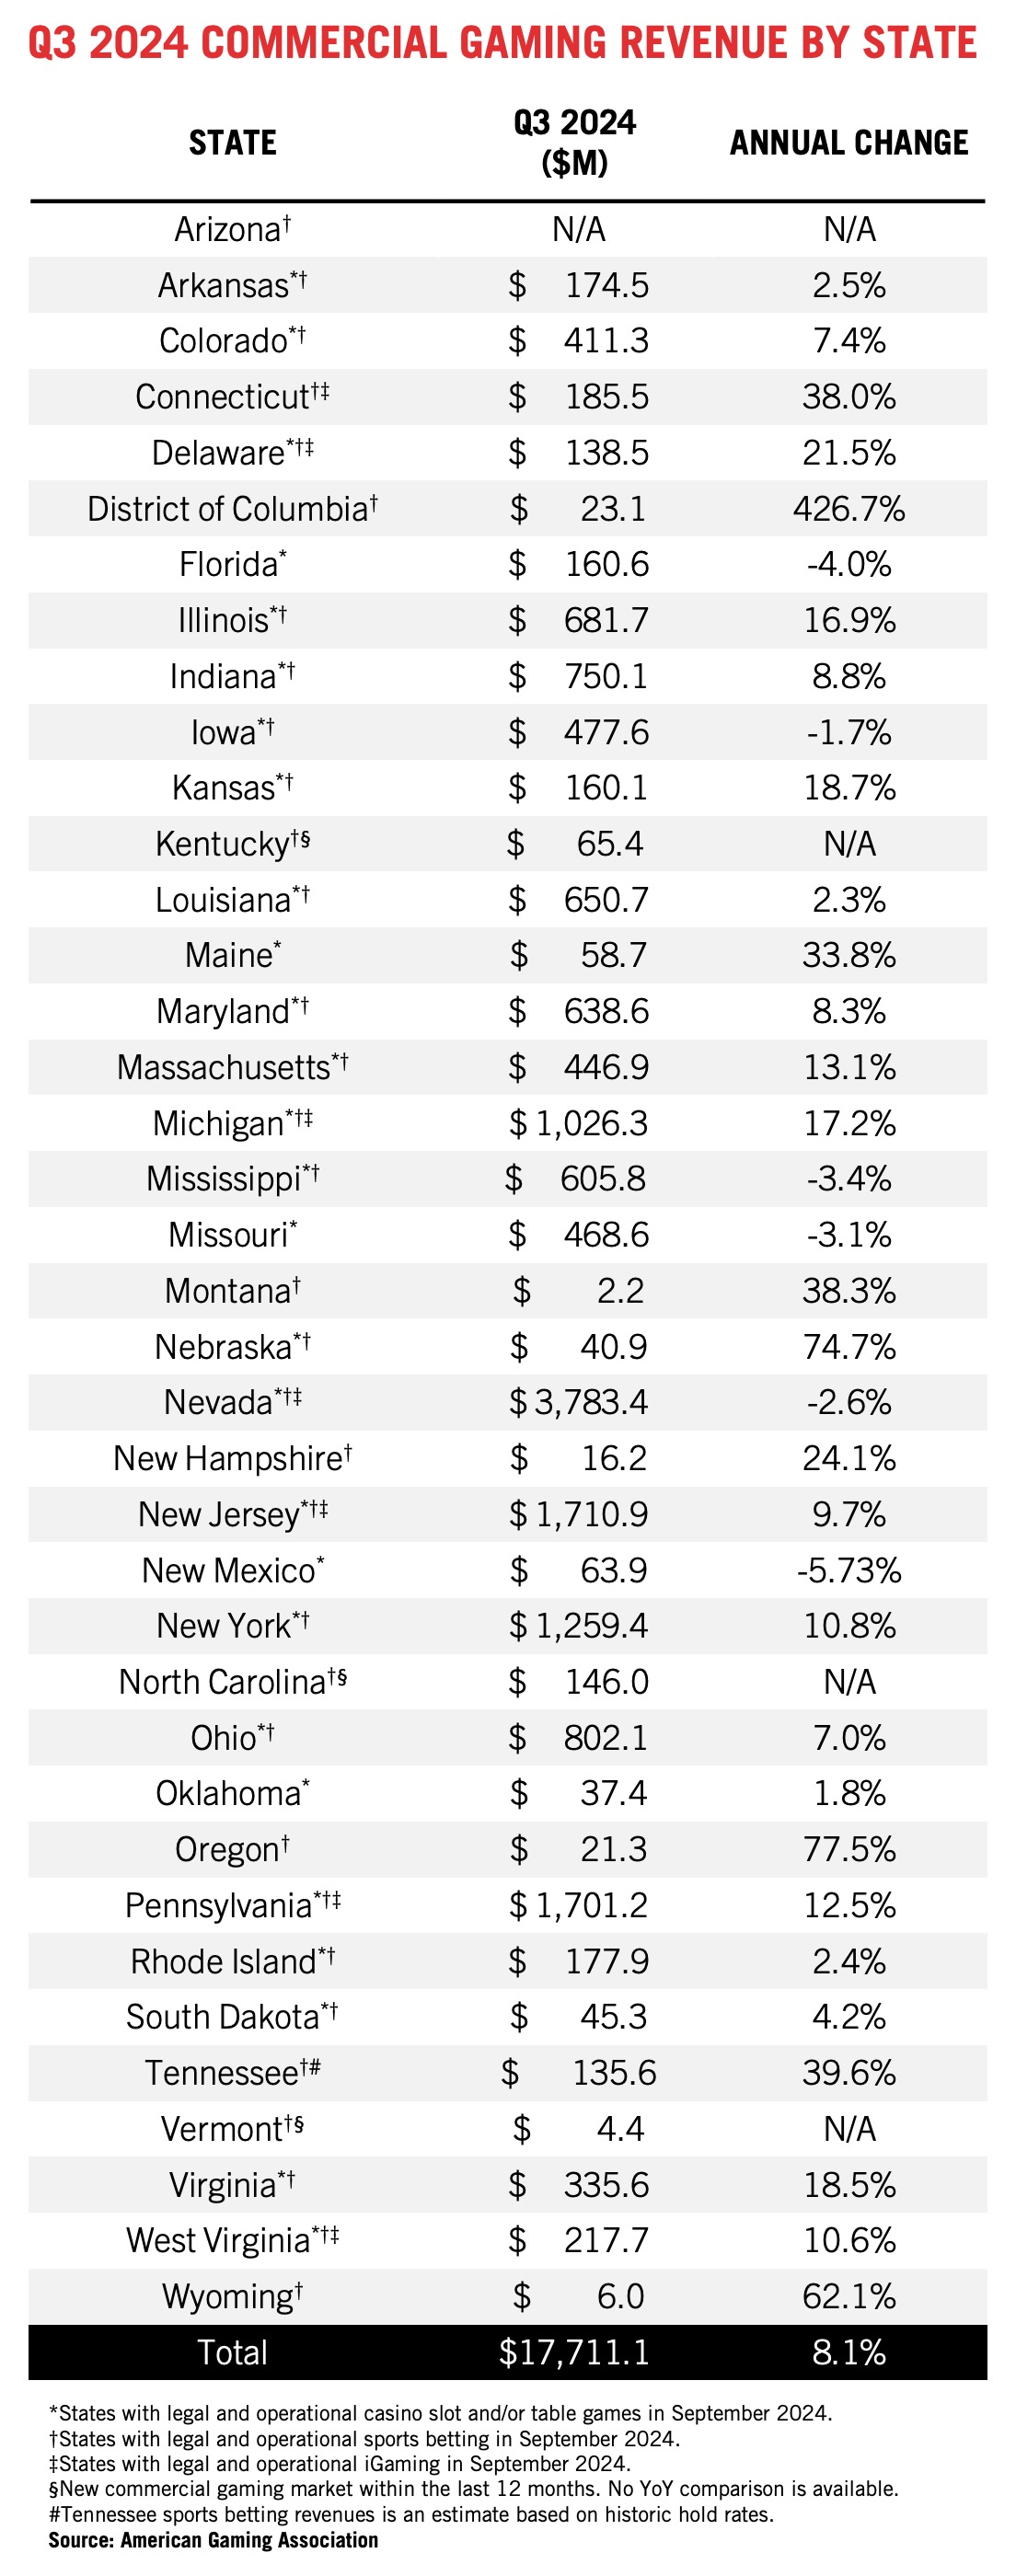 Q3 2024 COMMERCIAL GAMING REVENUE BY STATE
STATE Q3 2024 ($M) ANNUAL CHANGE
Arizona† N/A N/A
Arkansas*† $ 174.5 2.5%
Colorado*† $ 411.3 7.4%
Connecticut†‡ $ 185.5 38.0%
Delaware*†‡ $ 138.5 21.5%
District of Columbia† $ 23.1 426.7%
Florida* $ 160.6 -4.0%
Illinois*† $ 681.7 16.9%
Indiana*† $ 750.1 8.8%
Iowa*† $ 477.6 -1.7%
Kansas*† $ 160.1 18.7%
Kentucky†§ $ 65.4 N/A
Louisiana*† $ 650.7 2.3%
Maine* $ 58.7 33.8%
Maryland*† $ 638.6 8.3%
Massachusetts*† $ 446.9 13.1%
Michigan*†‡ $ 1,026.3 17.2%
Mississippi*† $ 605.8 -3.4%
Missouri* $ 468.6 -3.1%
Montana† $ 2.2 38.3%
Nebraska*† $ 40.9 74.7%
Nevada*†‡ $ 3,783.4 -2.6%
New Hampshire† $ 16.2 24.1%
New Jersey*†‡ $ 1,710.9 9.7%
New Mexico* $ 63.9 -5.73%
New York*† $ 1,259.4 10.8%
North Carolina†§ $ 146.0 N/A
Ohio*† $ 802.1 7.0%
Oklahoma* $ 37.4 1.8%
Oregon† $ 21.3 77.5%
Pennsylvania*†‡ $ 1,701.2 12.5%
Rhode Island*† $ 177.9 2.4%
South Dakota*† $ 45.3 4.2%
Tennessee†# $ 135.6 39.6%
Vermont†§ $ 4.4 N/A
Virginia*† $ 335.6 18.5%
West Virginia*†‡ $ 217.7 10.6%
Wyoming† $ 6.0 62.1%
Total $17,711.1 8.1%
*States with legal and operational casino slot and/or table games in September 2024.
†States with legal and operational sports betting in September 2024.
‡States with legal and operational iGaming in September 2024.
§New commercial gaming market within the last 12 months. No YoY comparison is available.
#Tennessee sports betting revenues is an estimate based on historic hold rates.
Source: American Gaming Association